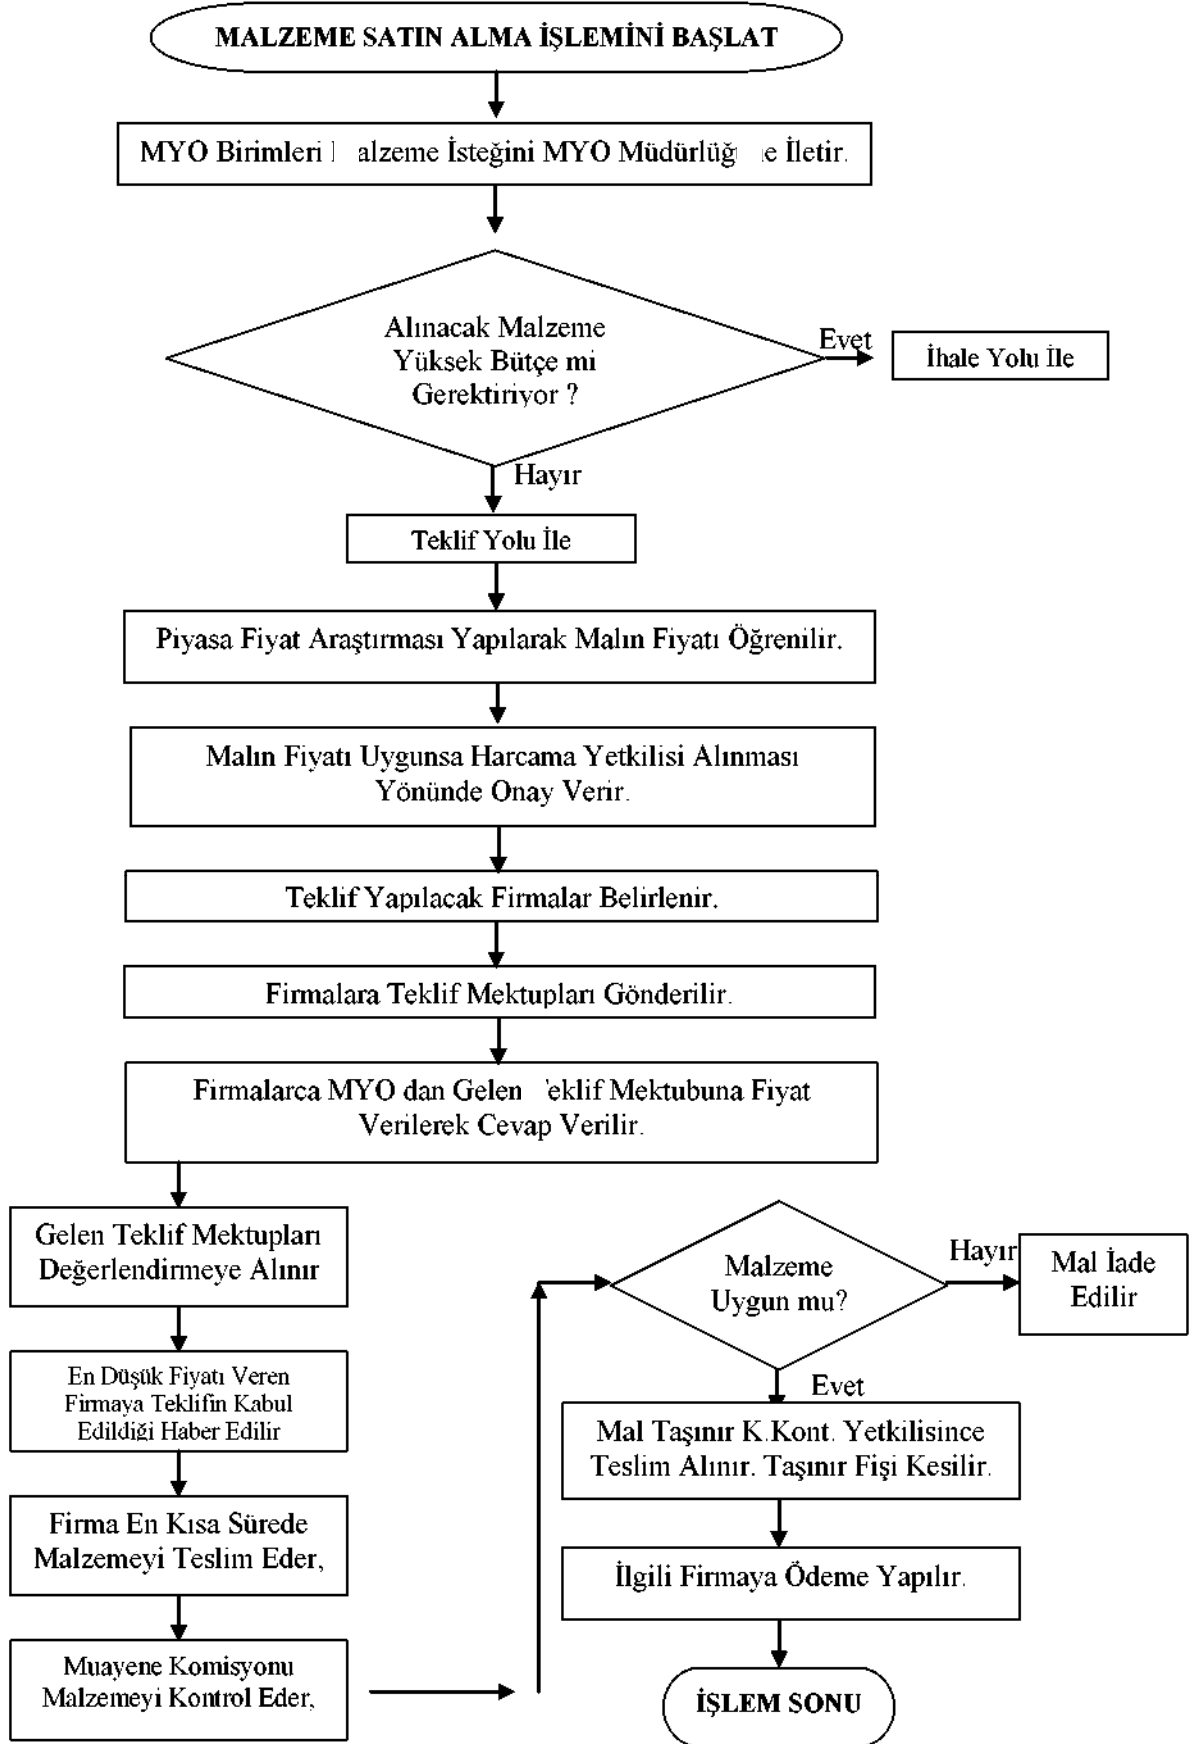 MALZEME SATIN ALMA İŞLEMİNİ BAŞLAT
MYO Birimleri alzeme İsteğini MYO Müdürlüğ e İletir.
Alınacak Malzeme
Yüksek Bütçe mi
Gerektiriyor ?
Evet
İhale Yolu İle
Hayır
Teklif Yolu İle
Piyasa Fiyat Araştırması Yapılarak Malın Fiyatı Öğrenilir.
Malın Fiyatı Uygunsa Harcama Yetkilisi Alınması
Yönünde Onay Verir.
Teklif Yapılacak Firmalar Belirlenir.
Firmalara Teklif Mektupları Gönderilir.
Firmalarca MYO dan Gelen eklif Mektubuna Fiyat
Verilerek Cevap Verilir.
Gelen Teklif Mektupları
Değerlendirmeye Alınır
En Düşük Fiyatı Veren
Firmaya Teklifin Kabul
Edildiği Haber Edilir
Firma En Kısa Sürede
Malzemeyi Teslim Eder,
Muayene Komisyonu
Malzemeyi Kontrol Eder,
Malzeme
Uygun mu?
Hayır
Mal İade
Edilir
Evet
Mal Taşınır K.Kont. Yetkilisince
Teslim Alınır. Taşınır Fişi Kesilir.
İlgili Firmaya Ödeme Yapılır.
İŞLEM SONU